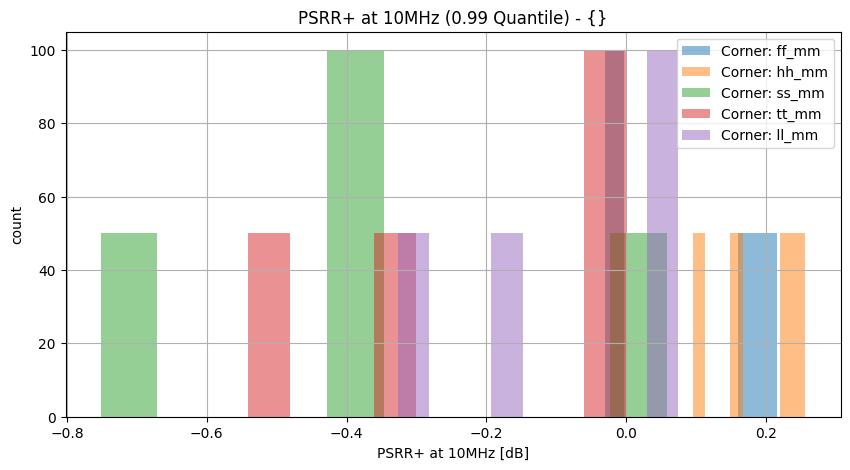 PSRR+ at 10MHz (0.99 Quantile) - {}
100
80
60
40
20
0
count
−0.8
−0.6
−0.4
−0.2
0.0
0.2
PSRR+ at 10MHz [dB]
Corner: ff_mm
Corner: hh_mm
Corner: ss_mm
Corner: tt_mm
Corner: ll_mm